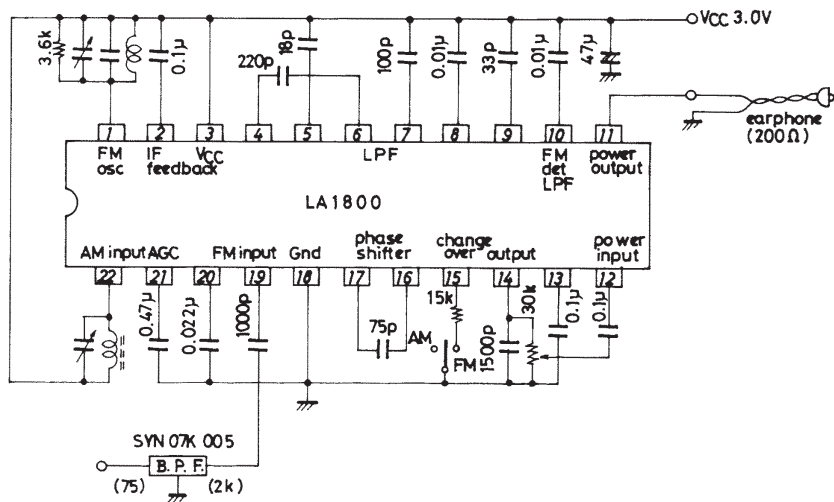 VCC 3.0V
3.6k
0.1μ
220p
18p
100p
0.01μ
33p
0.01μ
47μ
earphone
(200Ω)
1 2 3 4 5 6 7 8 9 10 11
FM
osc
IF
feedback
VCC
LPF
FM
det
LPF
power
output
LA1800
AM input
AGC
FM input
Gnd
phase
shifter
change
over
output
power
input
22 21 20 19 18 17 16 15 14 13 12
0.47μ
0.022μ
1000p
75p
15k
AM
FM
1500p
30k
0.1μ
0.1μ
SYN 07K 005
B. P. F.
(75)
(2k)